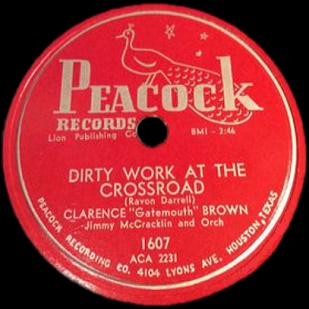 PEACOCK
RECORDS
Lion Publishing Co
BMI - 2:46
DIRTY WORK AT THE
CROSSROAD
(Ravon Darrell)
CLARENCE "Gatemouth" BROWN
-Jimmy McCracklin and Orch
1607
ACA 2231
PEACOCK RECORDING CO. 4104 LYONS AVE. HOUSTON, TEXAS